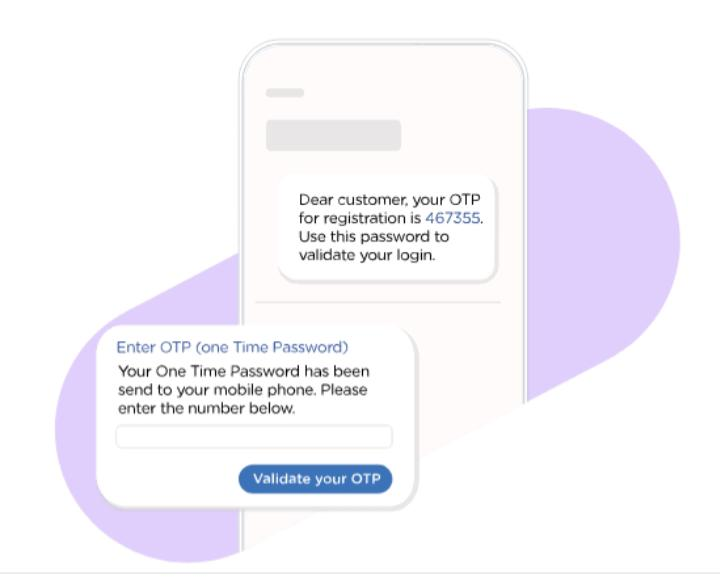 Dear customer, your OTP
for registration is 467355.
Use this password to
validate your login.
Enter OTP (one Time Password)
Your One Time Password has been
send to your mobile phone. Please
enter the number below.
Validate your OTP